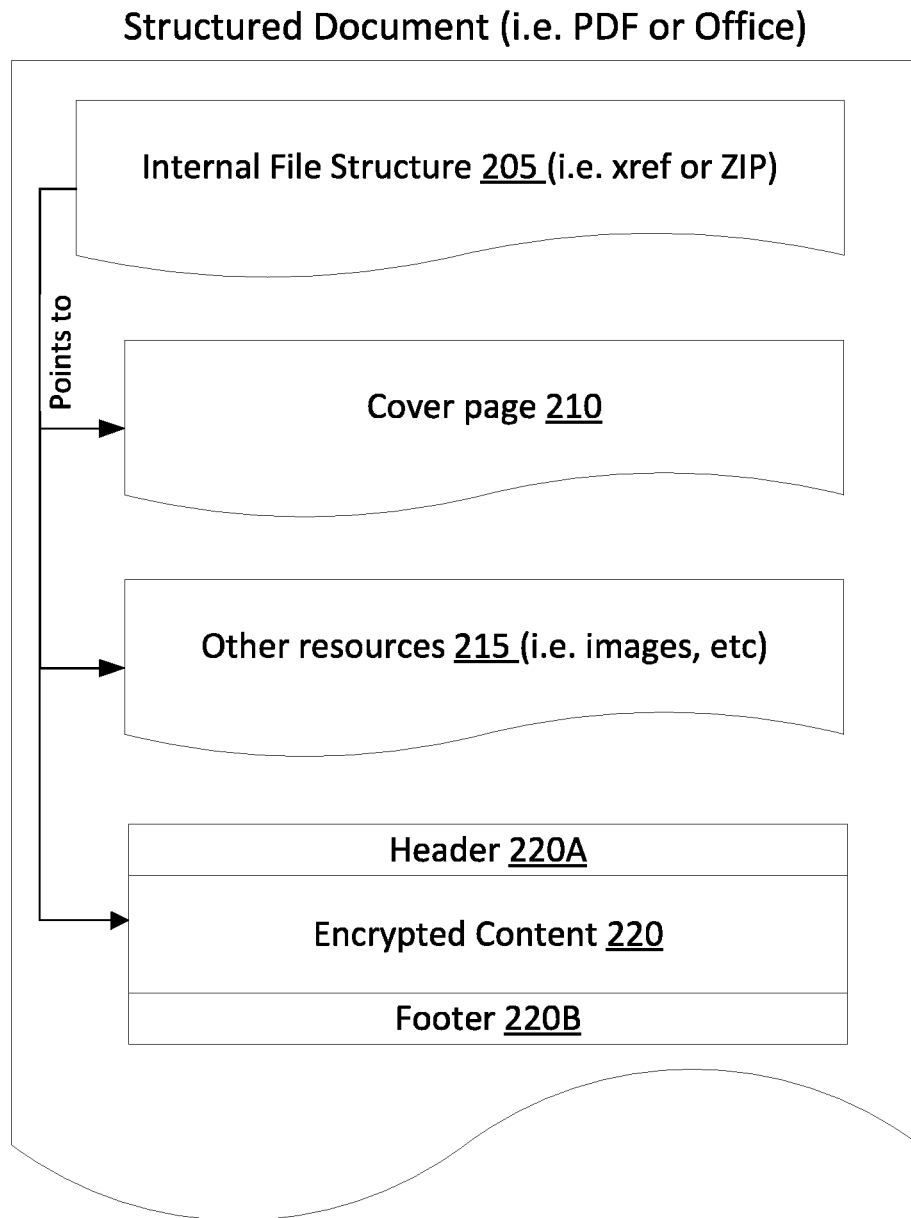 Structured Document (i.e. PDF or Office)
Internal File Structure 205 (i.e. xref or ZIP)
Points to
Cover page 210
Other resources 215 (i.e. images, etc)
Header 220A
Encrypted Content 220
Footer 220B